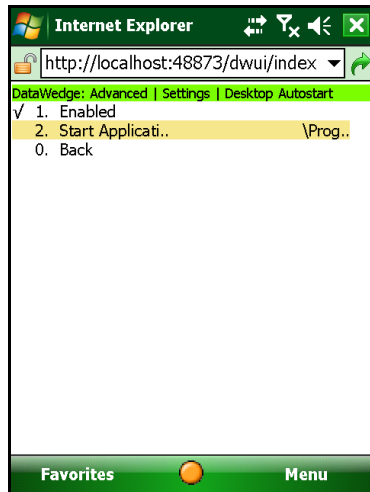 Internet Explorer
http://localhost:48873/dwui/index
DataWedge: Advanced | Settings | Desktop Autostart
√ 1. Enabled
2. Start Applicati.. \Prog..
0. Back
Favorites Menu